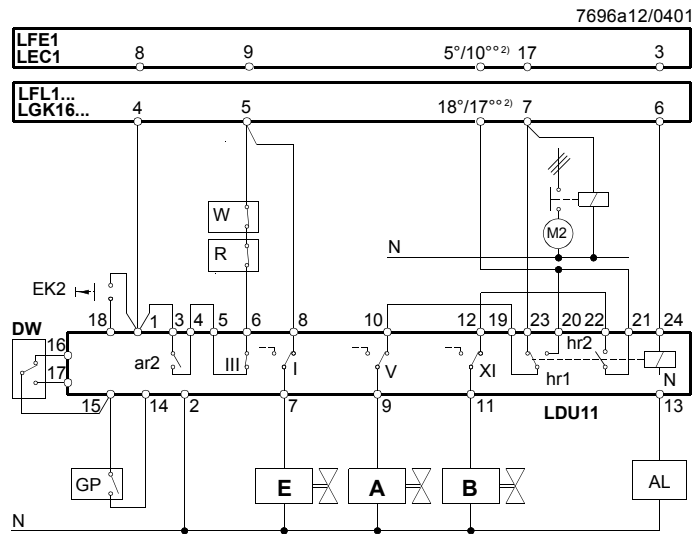 7696a12/0401
LFE1
LEC1
8 9 5°/10°°²⁾ 17 3
LFL1...
LGK16...
4 5 18°/17°°²⁾ 7 6
W
R
M2
N
EK2
18 1 3 4 5 6 8 10 12 19 23 20 22 21 24
DW
16
17
ar2 III I V XI hr1 hr2 N
15 14 2 7 9 11 LDU11 13
GP E A B AL
N